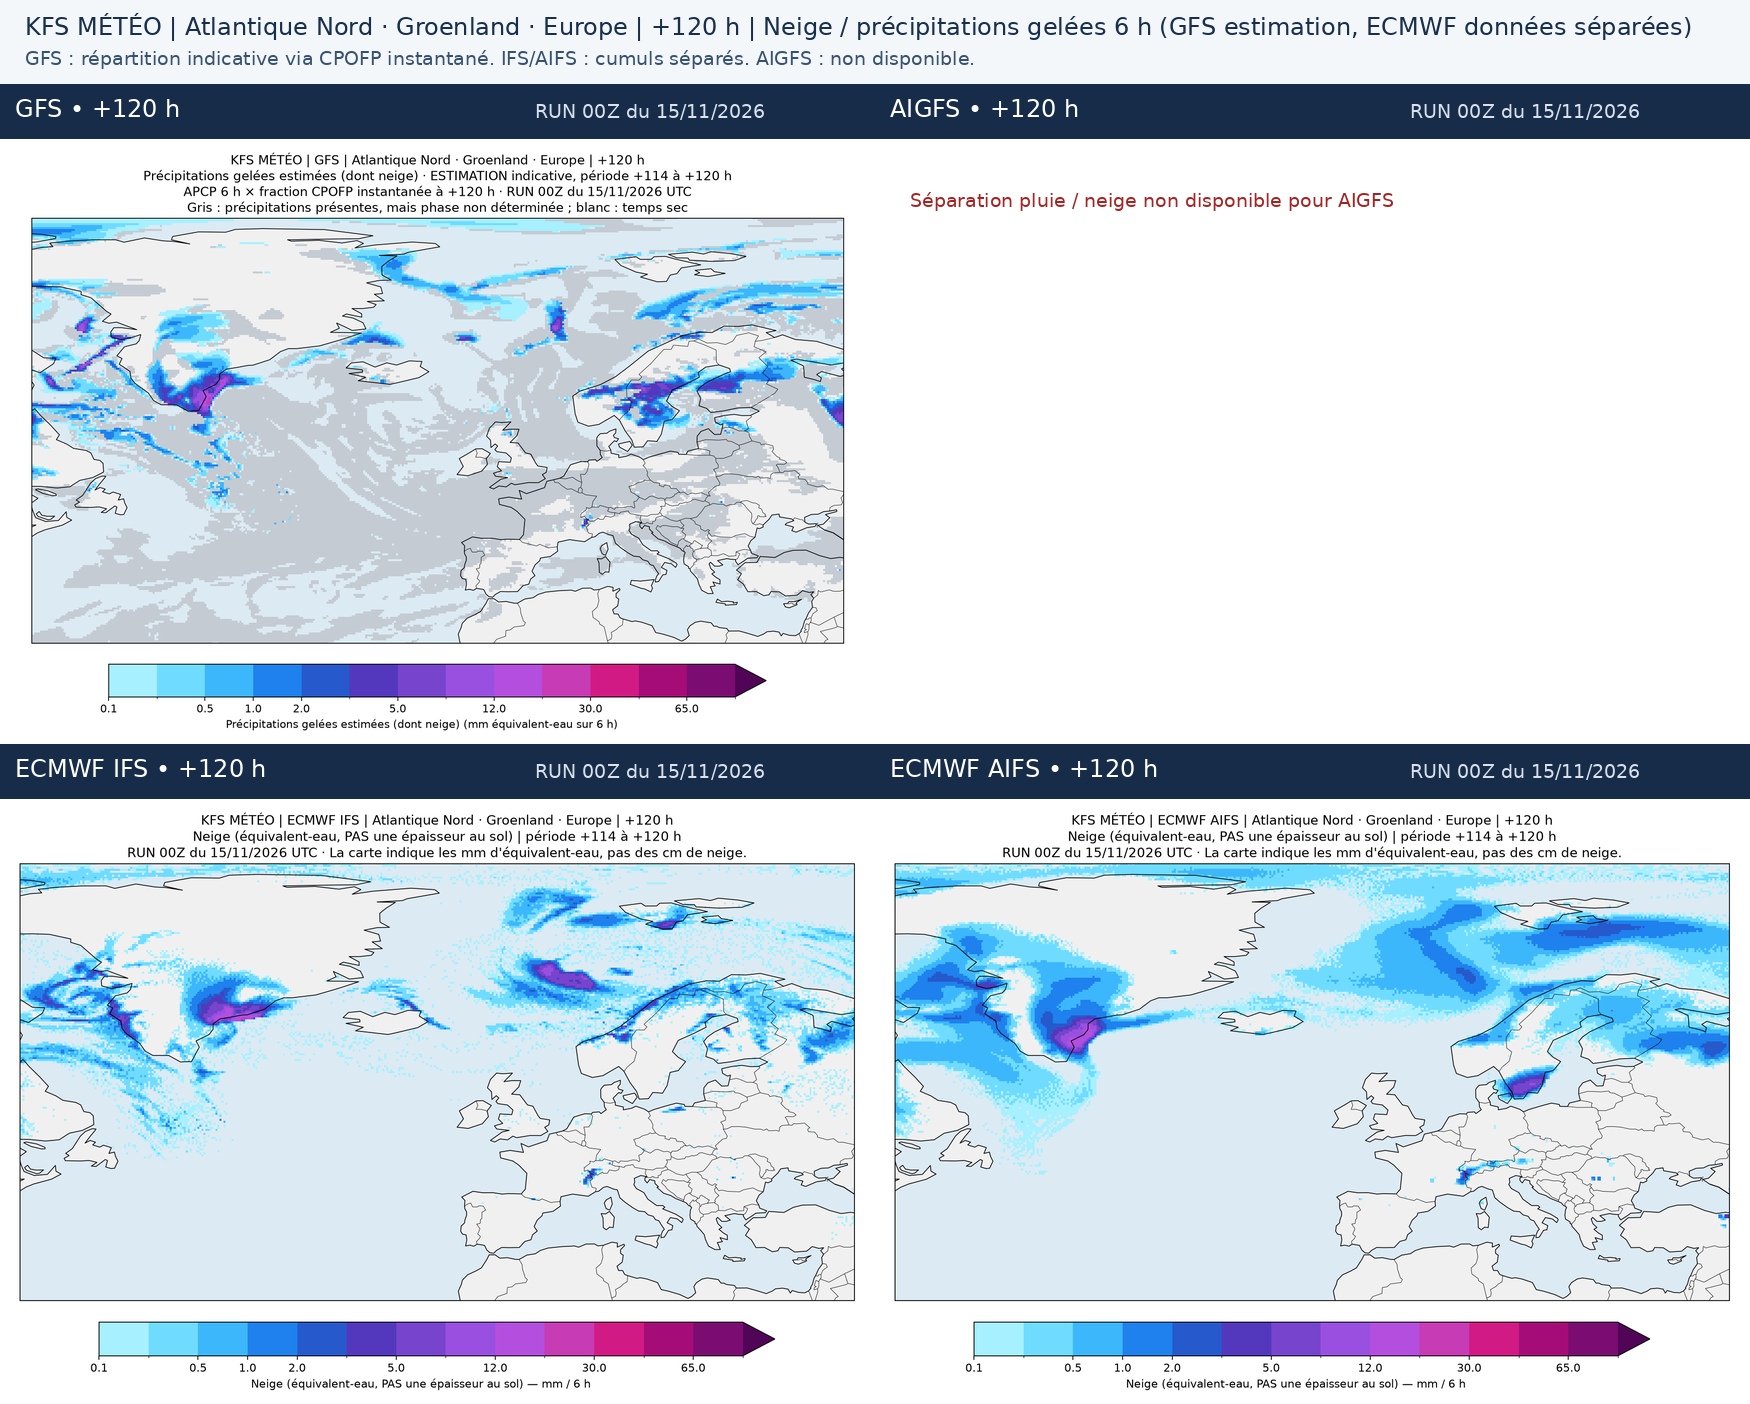 KFS MÉTÉO | Atlantique Nord · Groenland · Europe | +120 h | Neige / précipitations gelées 6 h (GFS estimation, ECMWF données séparées)
GFS : répartition indicative via CPOFP instantané. IFS/AIFS : cumuls séparés. AIGFS : non disponible.
GFS • +120 h
RUN 00Z du 15/11/2026
AIGFS • +120 h
RUN 00Z du 15/11/2026
KFS MÉTÉO | GFS | Atlantique Nord · Groenland · Europe | +120 h
Précipitations gelées estimées (dont neige) · ESTIMATION indicative, période +114 à +120 h
APCP 6 h × fraction CPOFP instantanée à +120 h · RUN 00Z du 15/11/2026 UTC
Gris : précipitations présentes, mais phase non déterminée ; blanc : temps sec
Séparation pluie / neige non disponible pour AIGFS
0.1 0.5 1.0 2.0 5.0 12.0 30.0 65.0
Précipitations gelées estimées (dont neige) (mm équivalent-eau sur 6 h)
ECMWF IFS • +120 h
RUN 00Z du 15/11/2026
ECMWF AIFS • +120 h
RUN 00Z du 15/11/2026
KFS MÉTÉO | ECMWF IFS | Atlantique Nord · Groenland · Europe | +120 h
Neige (équivalent-eau, PAS une épaisseur au sol) | période +114 à +120 h
RUN 00Z du 15/11/2026 UTC · La carte indique les mm d'équivalent-eau, pas des cm de neige.
KFS MÉTÉO | ECMWF AIFS | Atlantique Nord · Groenland · Europe | +120 h
Neige (équivalent-eau, PAS une épaisseur au sol) | période +114 à +120 h
RUN 00Z du 15/11/2026 UTC · La carte indique les mm d'équivalent-eau, pas des cm de neige.
0.1 0.5 1.0 2.0 5.0 12.0 30.0 65.0
Neige (équivalent-eau, PAS une épaisseur au sol) — mm / 6 h
0.1 0.5 1.0 2.0 5.0 12.0 30.0 65.0
Neige (équivalent-eau, PAS une épaisseur au sol) — mm / 6 h